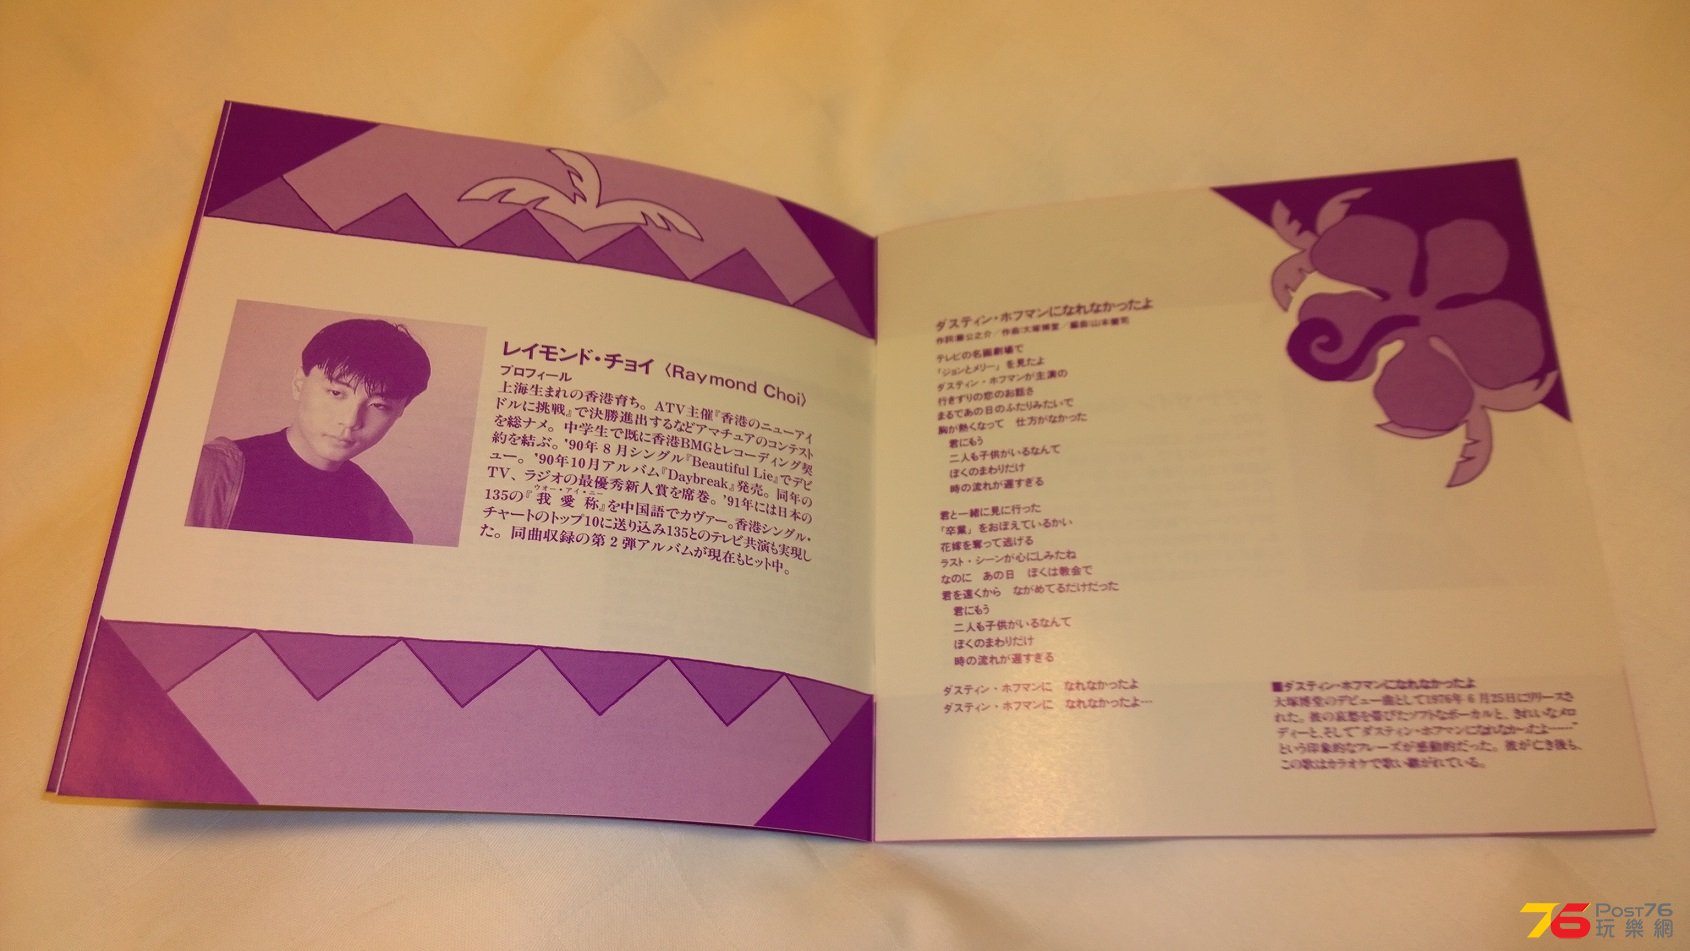 レイモンド・チョイ〈Raymond Choi〉
プロフィール
上海生まれの香港育ち。ATV主催『香港のニューアイ
ドルに挑戦』で決勝進出するなどアマチュアのコンテスト
を総ナメ。中学生で既に香港BMGとレコーディング契
約を結ぶ。'90年8月シングル『Beautiful Lie』でデビ
ュー。'90年10月アルバム『Daybreak』発売。同年の
TV、ラジオの最優秀新人賞を席巻。'91年には日本の
ウォー・アイ・ニー
135の『我愛称』を中国語でカヴァー。香港シングル・
チャートのトップ10に送り込み135とのテレビ共演も実現し
た。同曲収録の第2弾アルバムが現在もヒット中。
ダスティン・ホフマンになれなかったよ
作詞:藤公之介/作曲:大塚博堂/編曲:山本健司
テレビの名画劇場で
「ジョンとメリー」を見たよ
ダスティン・ホフマンが主演の
行きずりの恋のお話さ
まるであの日のふたりみたいで
胸が熱くなって 仕方がなかった
君にもう
二人も子供がいるなんて
ぼくのまわりだけ
時の流れが遅すぎる
君と一緒に見に行った
「卒業」をおぼえているかい
花嫁を奪って逃げる
ラスト・シーンが心にしみたね
なのに あの日 ぼくは教会で
君を遠くから ながめてるだけだった
君にもう
二人も子供がいるなんて
ぼくのまわりだけ
時の流れが遅すぎる
ダスティン・ホフマンに なれなかったよ
ダスティン・ホフマンに なれなかったよ…
■ダスティン・ホフマンになれなかったよ
大塚博堂のデビュー曲として1976年6月25日にリリースさ
れた。彼の哀愁を帯びたソフトなボーカルと、きれいなメロ
ディーと、そして"ダスティン・ホフマンになれなかったよ……"
という印象的なフレーズが感動的だった。彼が亡き後も、
この歌はカラオケで歌い継がれている。
76 POST76
玩樂網